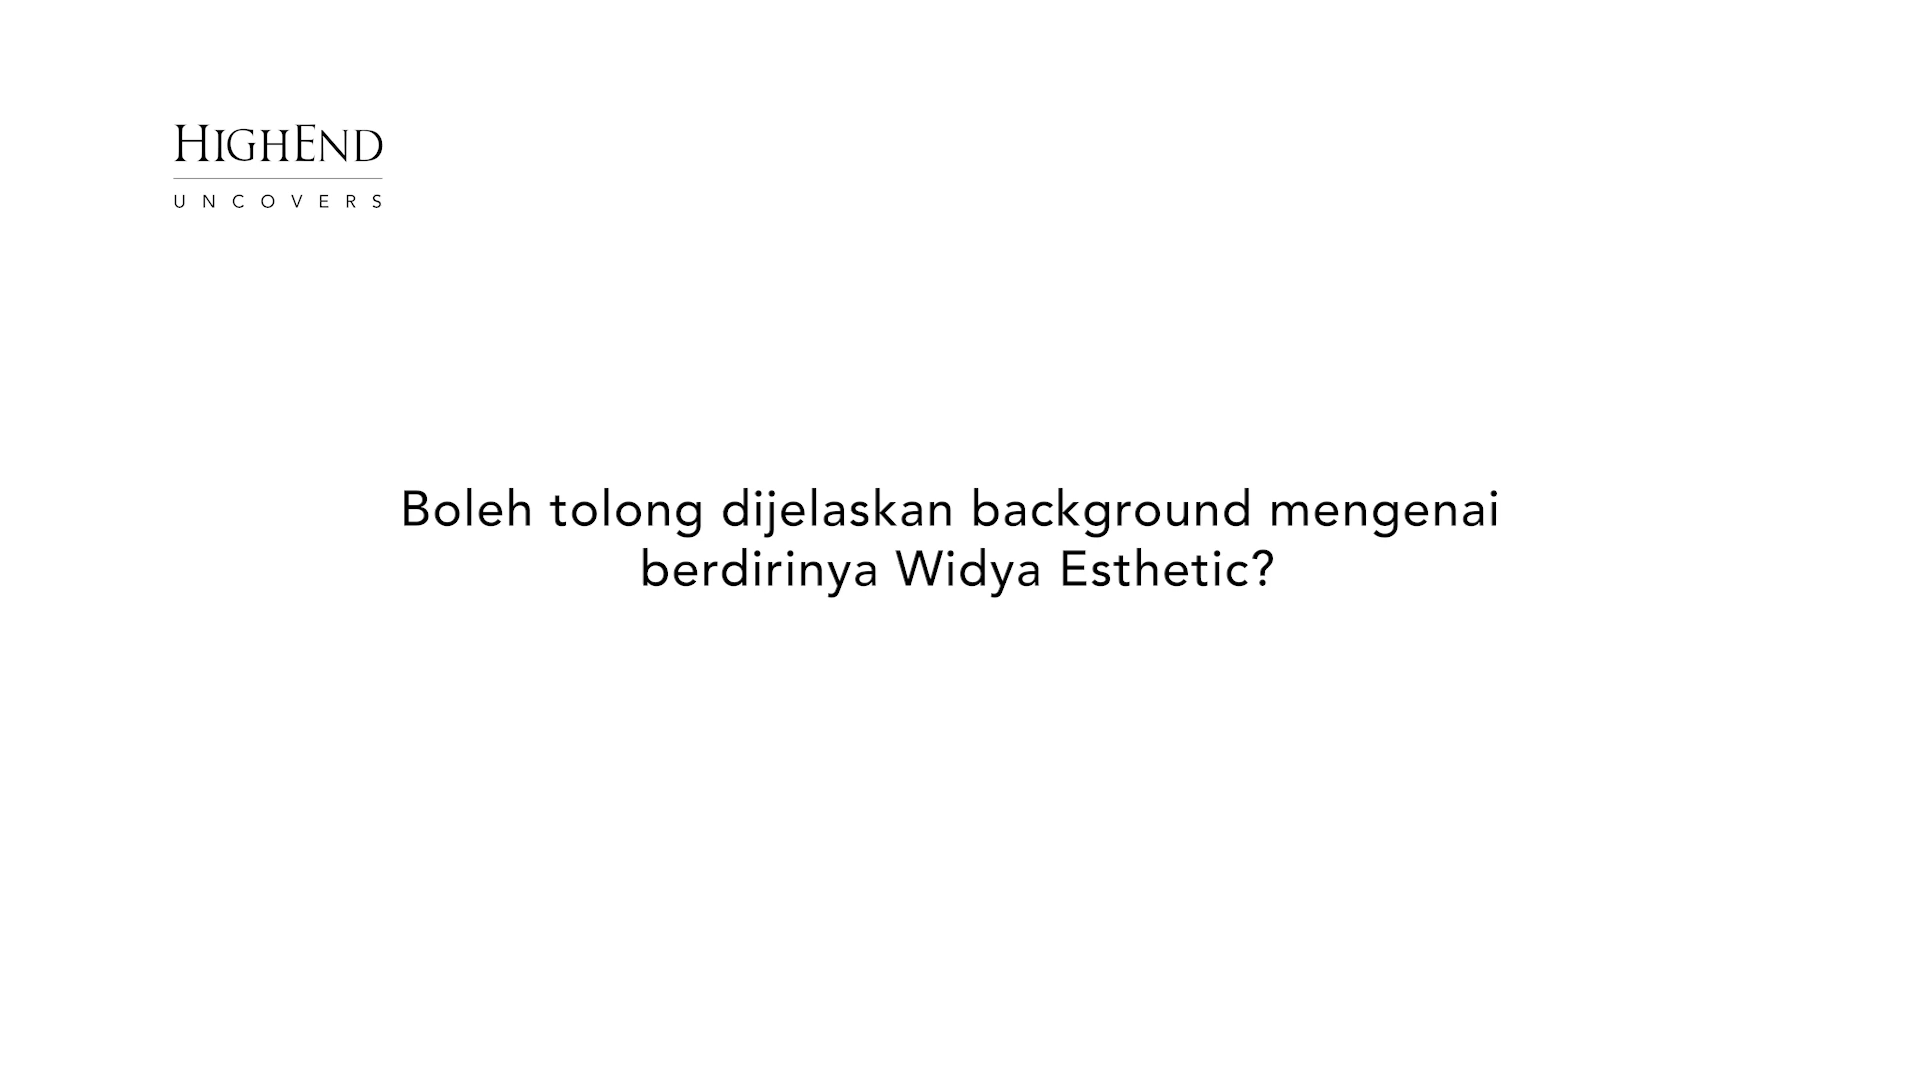 HIGHEND
UNCOVERS
Boleh tolong dijelaskan background mengenai
berdirinya Widya Esthetic?